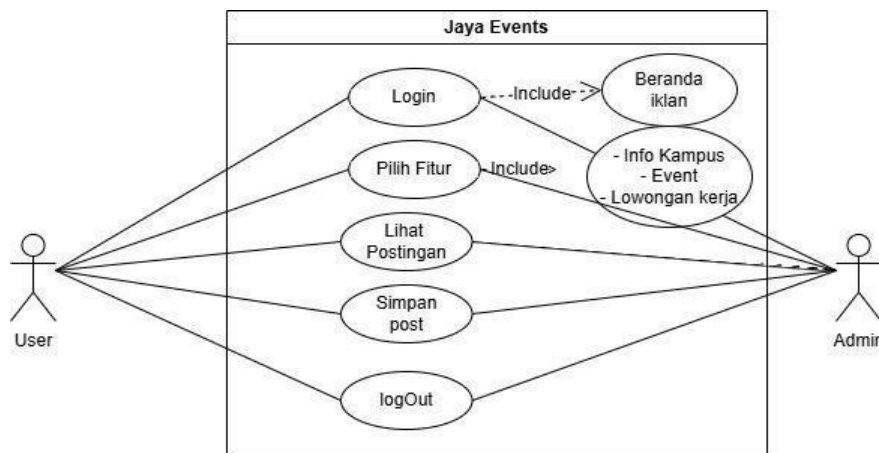 Jaya Events
Login
Include
Beranda
iklan
Pilih Fitur
Include
- Info Kampus
- Event
- Lowongan kerja
Lihat
Postingan
Simpan
post
logOut
User
Admin